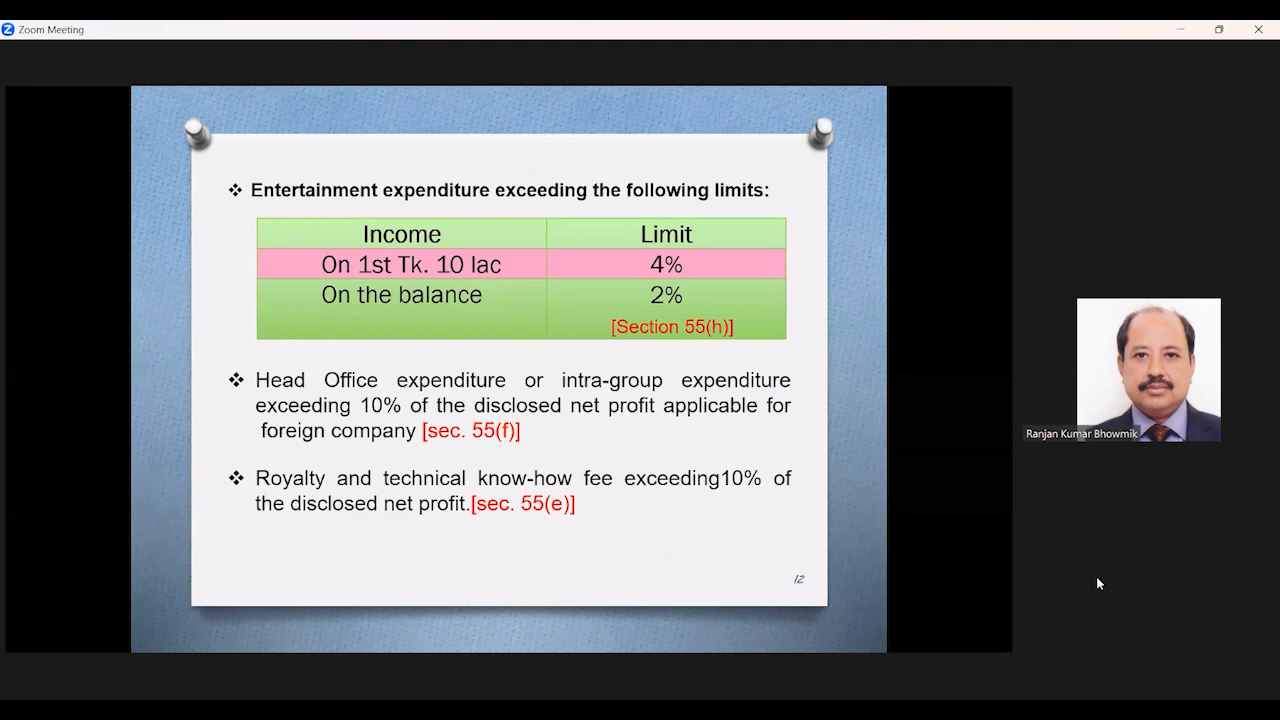 Zoom Meeting
❖ Entertainment expenditure exceeding the following limits:
Income Limit
On 1st Tk. 10 lac 4%
On the balance 2%
[Section 55(h)]
❖ Head Office expenditure or intra-group expenditure
exceeding 10% of the disclosed net profit applicable for
foreign company [sec. 55(f)]
❖ Royalty and technical know-how fee exceeding10% of
the disclosed net profit.[sec. 55(e)]
12
Ranjan Kumar Bhowmik